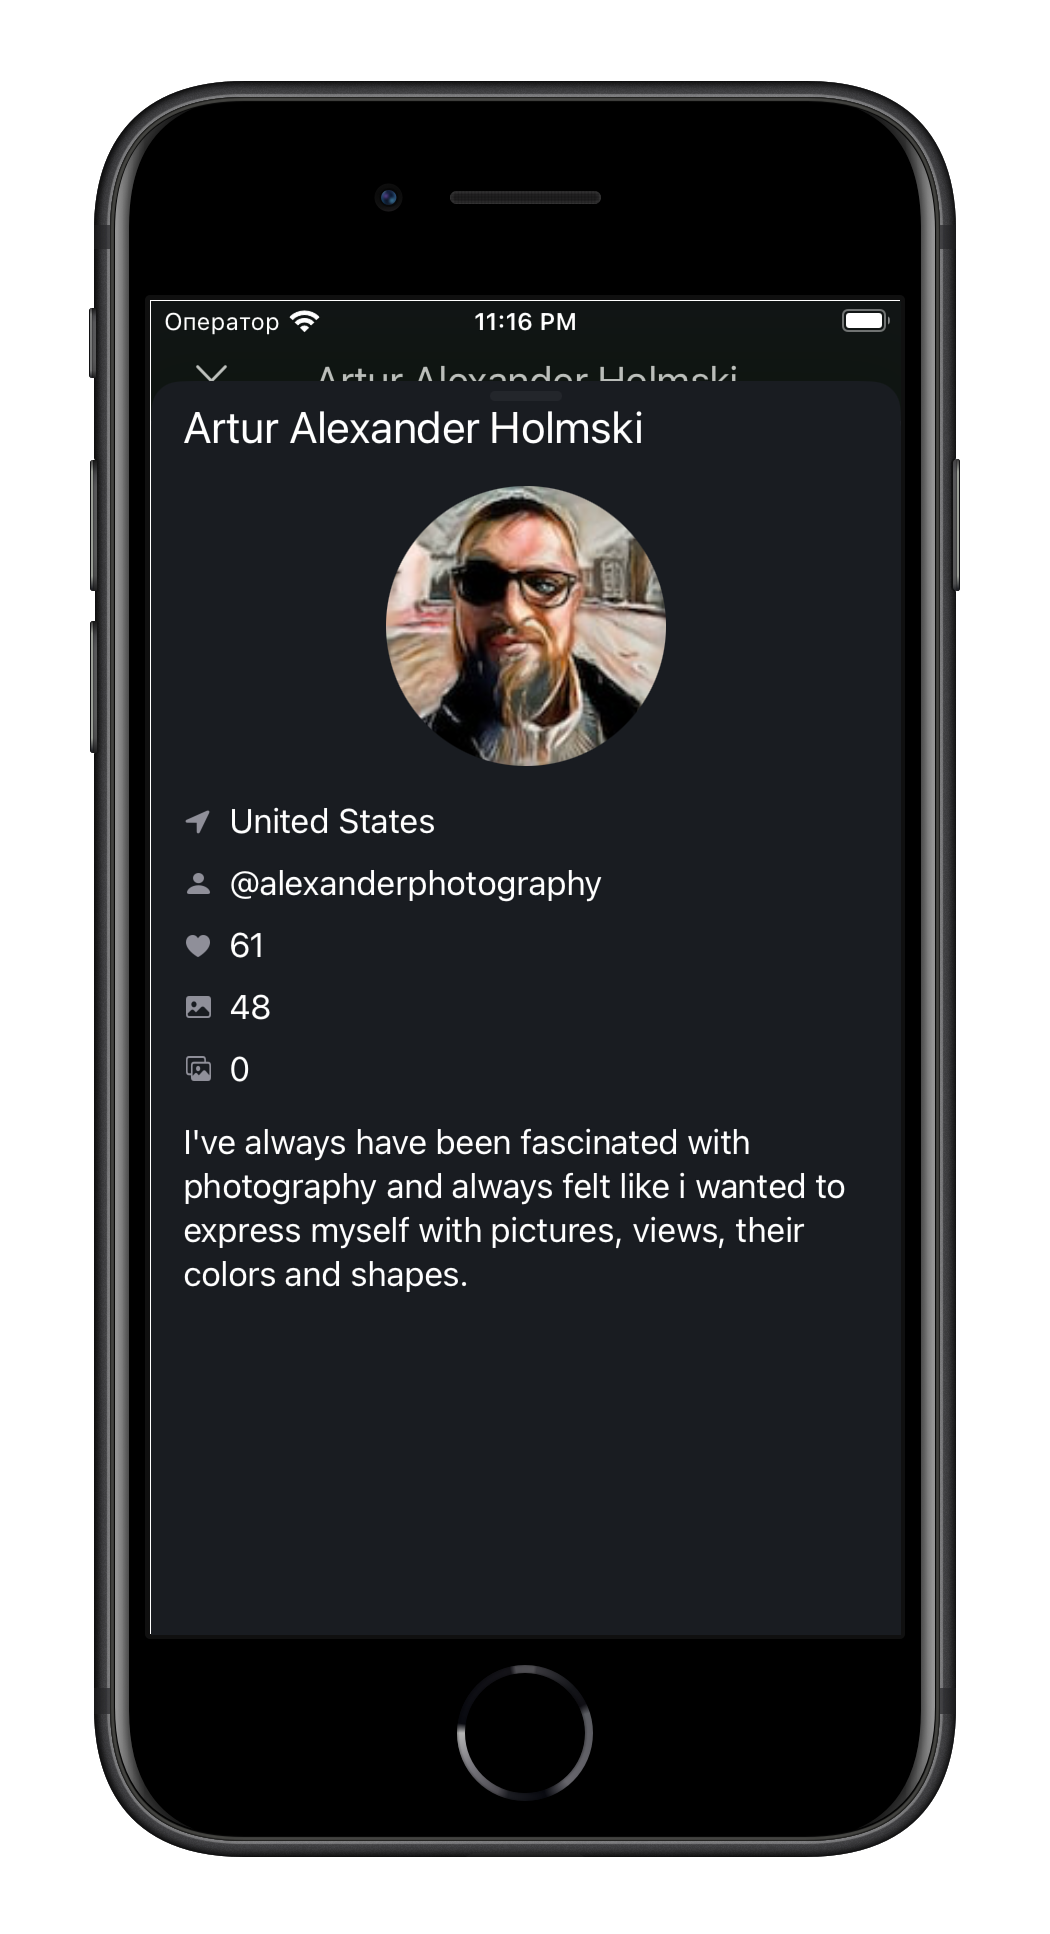 Оператор 11:16 PM
Artur Alexander Holmski
Artur Alexander Holmski
United States
@alexanderphotography
61
48
0
I've always have been fascinated with
photography and always felt like i wanted to
express myself with pictures, views, their
colors and shapes.